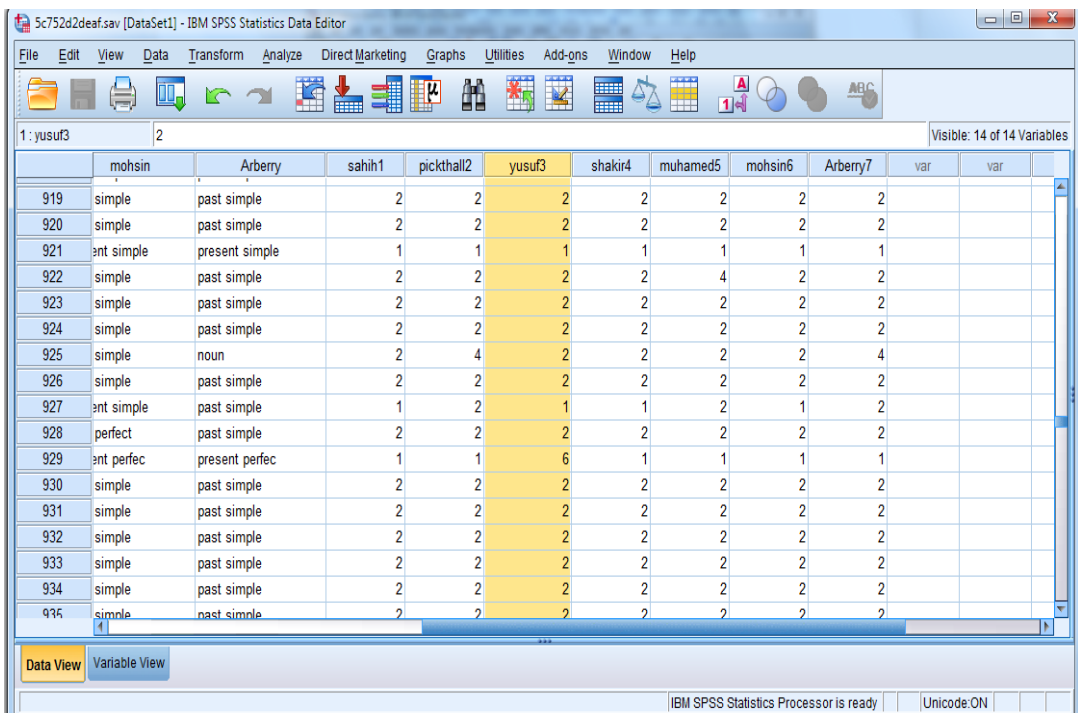 5c752d2deaf.sav [DataSet1] - IBM SPSS Statistics Data Editor
File Edit View Data Transform Analyze Direct Marketing Graphs Utilities Add-ons Window Help
1 : yusuf3 2 Visible: 14 of 14 Variables
mohsin Arberry sahih1 pickthall2 yusuf3 shakir4 muhamed5 mohsin6 Arberry7 var var
919 simple past simple 2 2 2 2 2 2 2
920 simple past simple 2 2 2 2 2 2 2
921 ent simple present simple 1 1 1 1 1 1 1
922 simple past simple 2 2 2 2 4 2 2
923 simple past simple 2 2 2 2 2 2 2
924 simple past simple 2 2 2 2 2 2 2
925 simple noun 2 4 2 2 2 2 4
926 simple past simple 2 2 2 2 2 2 2
927 ent simple past simple 1 2 1 1 2 1 2
928 perfect past simple 2 2 2 2 2 2 2
929 ent perfec present perfec 1 1 6 1 1 1 1
930 simple past simple 2 2 2 2 2 2 2
931 simple past simple 2 2 2 2 2 2 2
932 simple past simple 2 2 2 2 2 2 2
933 simple past simple 2 2 2 2 2 2 2
934 simple past simple 2 2 2 2 2 2 2
935 simple past simple 2 2 2 2 2 2 2
Data View Variable View
IBM SPSS Statistics Processor is ready Unicode:ON